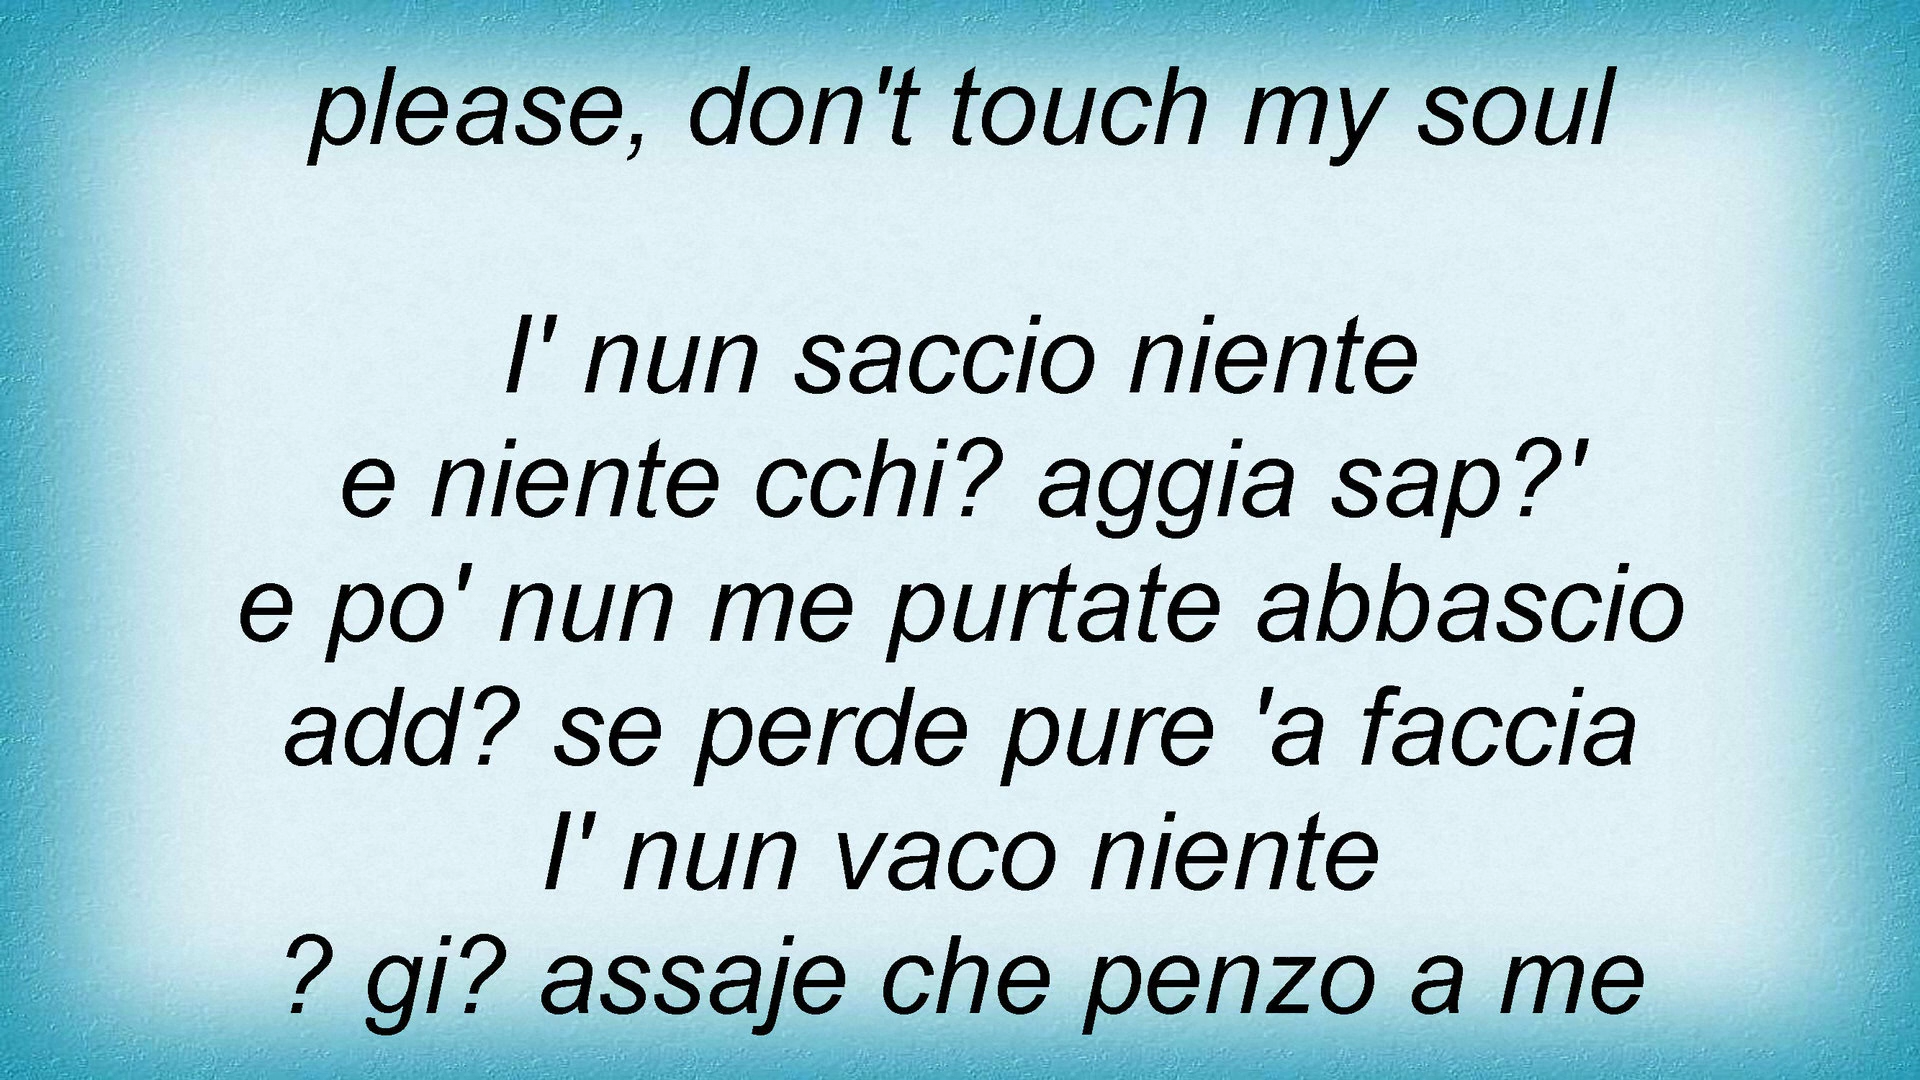 please, don't touch my soul
I' nun saccio niente
e niente cchi? aggia sap?'
e po' nun me purtate abbascio
add? se perde pure 'a faccia
I' nun vaco niente
? gi? assaje che penzo a me